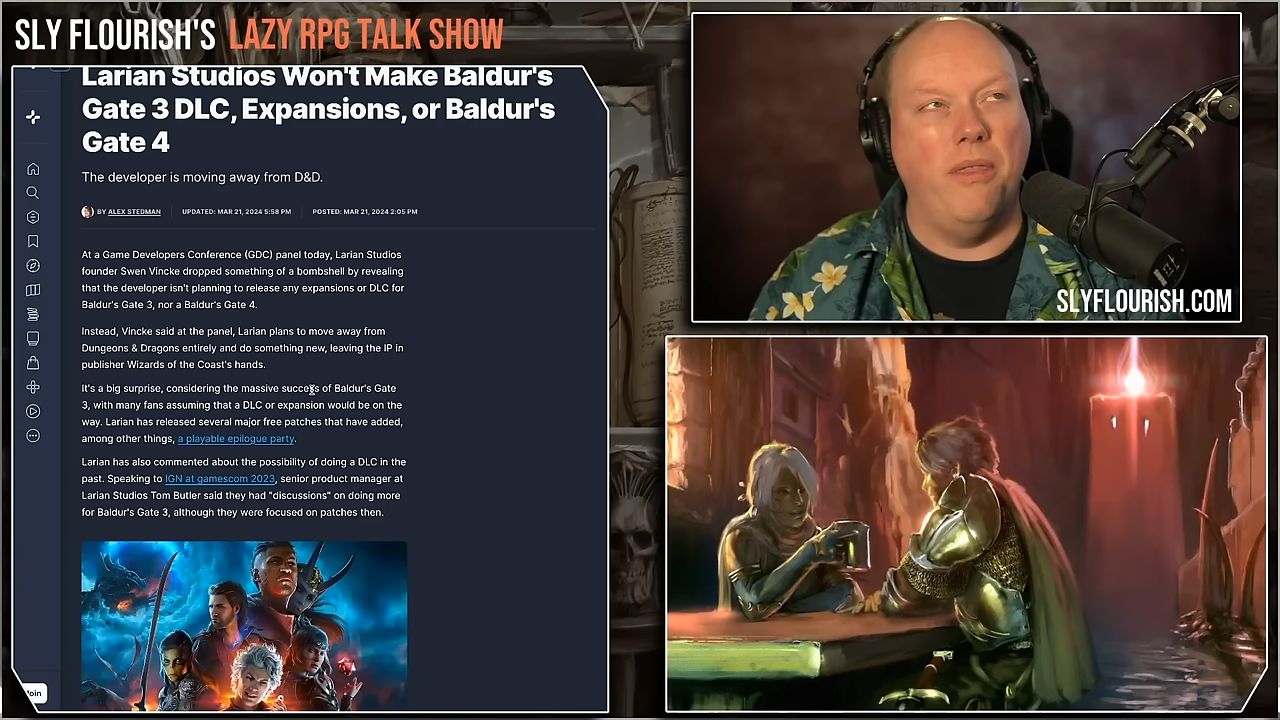 SLY FLOURISH'S LAZY RPG TALK SHOW
Larian Studios Won't Make Baldur's
Gate 3 DLC, Expansions, or Baldur's
Gate 4
The developer is moving away from D&D.
BY ALEX STEDMAN UPDATED: MAR 21, 2024 5:58 PM POSTED: MAR 21, 2024 2:05 PM
At a Game Developers Conference (GDC) panel today, Larian Studios
founder Swen Vincke dropped something of a bombshell by revealing
that the developer isn't planning to release any expansions or DLC for
Baldur's Gate 3, nor a Baldur's Gate 4.
Instead, Vincke said at the panel, Larian plans to move away from
Dungeons & Dragons entirely and do something new, leaving the IP in
publisher Wizards of the Coast's hands.
It's a big surprise, considering the massive success of Baldur's Gate
3, with many fans assuming that a DLC or expansion would be on the
way. Larian has released several major free patches that have added,
among other things, a playable epilogue party.
Larian has also commented about the possibility of doing a DLC in the
past. Speaking to IGN at gamescom 2023, senior product manager at
Larian Studios Tom Butler said they had "discussions" on doing more
for Baldur's Gate 3, although they were focused on patches then.
SLYFLOURISH.COM